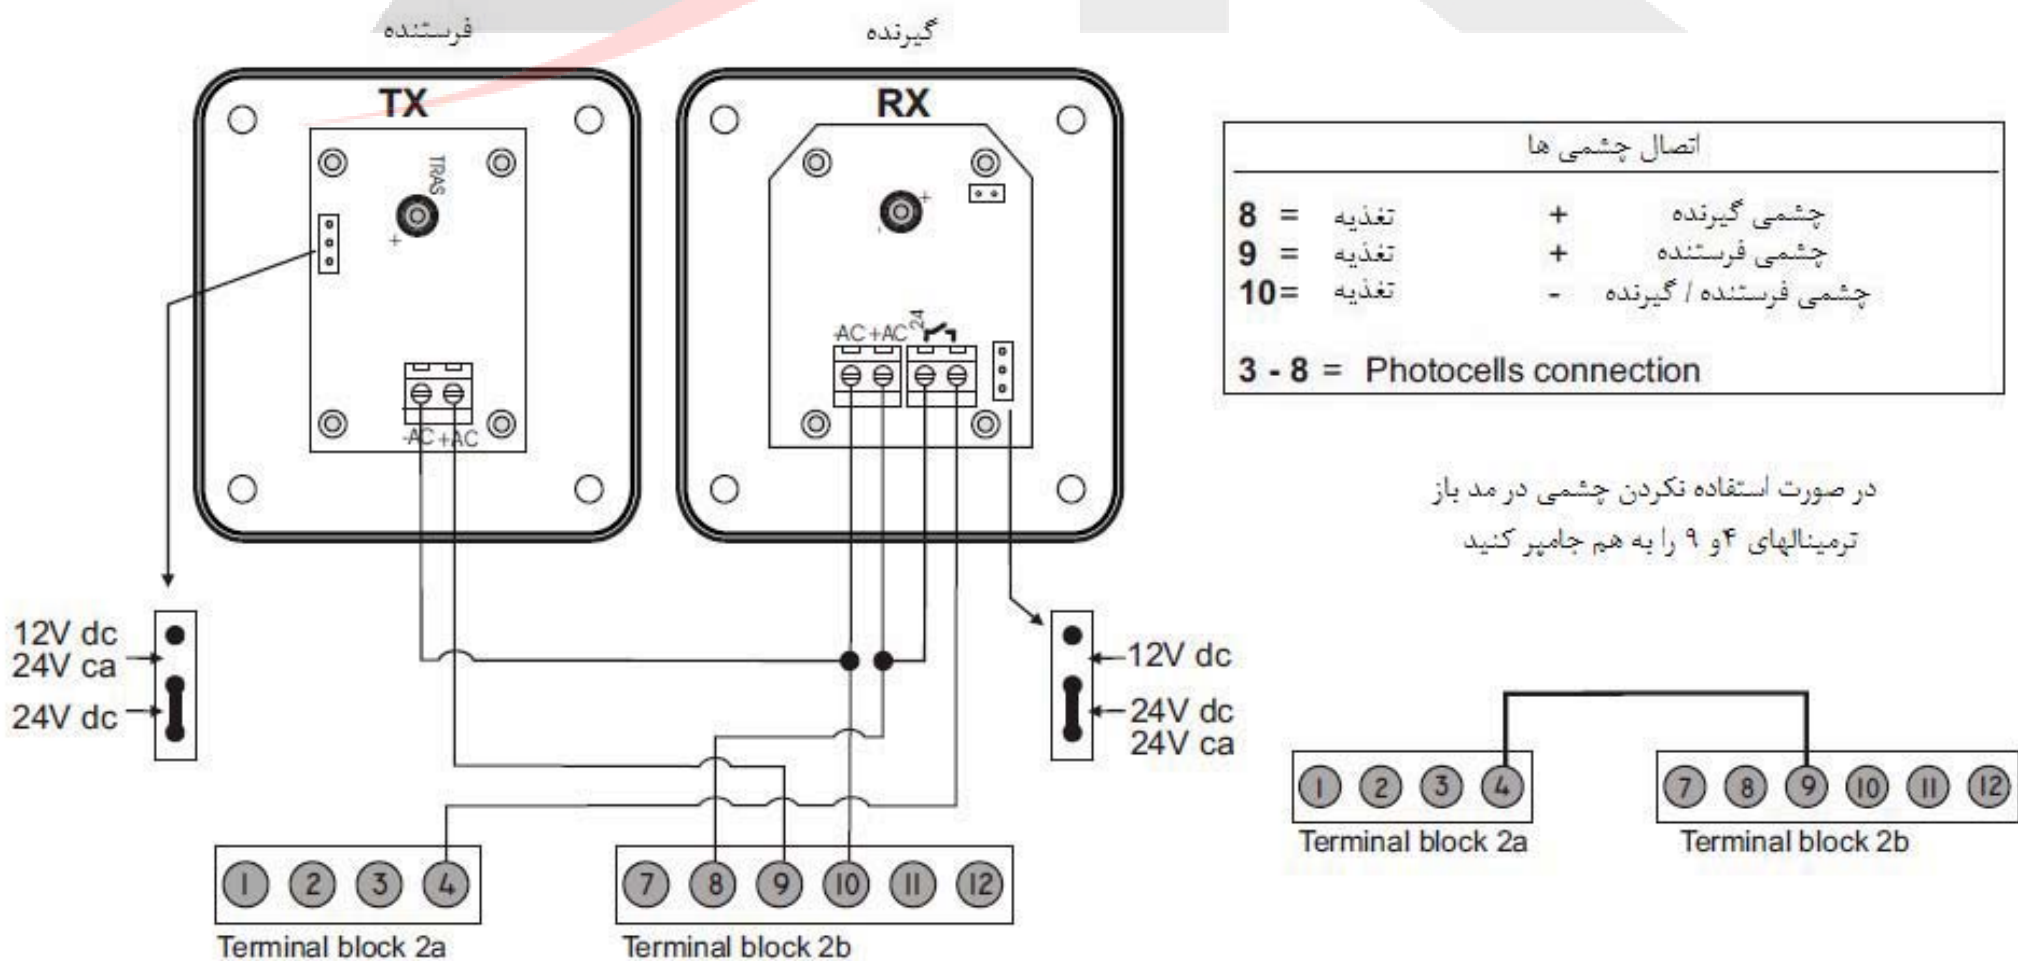 فرستنده
گیرنده
TX
RX
TRAS
+
+
-
-AC +AC 24
-AC +AC
12V dc
24V ca
24V dc
12V dc
24V dc
24V ca
1 2 3 4
Terminal block 2a
7 8 9 10 11 12
Terminal block 2b
اتصال چشمی ها
8 = تغذیه + چشمی گیرنده
9 = تغذیه + چشمی فرستنده
10= تغذیه - چشمی فرستنده / گیرنده
3 - 8 = Photocells connection
در صورت استفاده نکردن چشمی در مد باز
ترمینالهای ۴و ۹ را به هم جامپر کنید
1 2 3 4
Terminal block 2a
7 8 9 10 11 12
Terminal block 2b